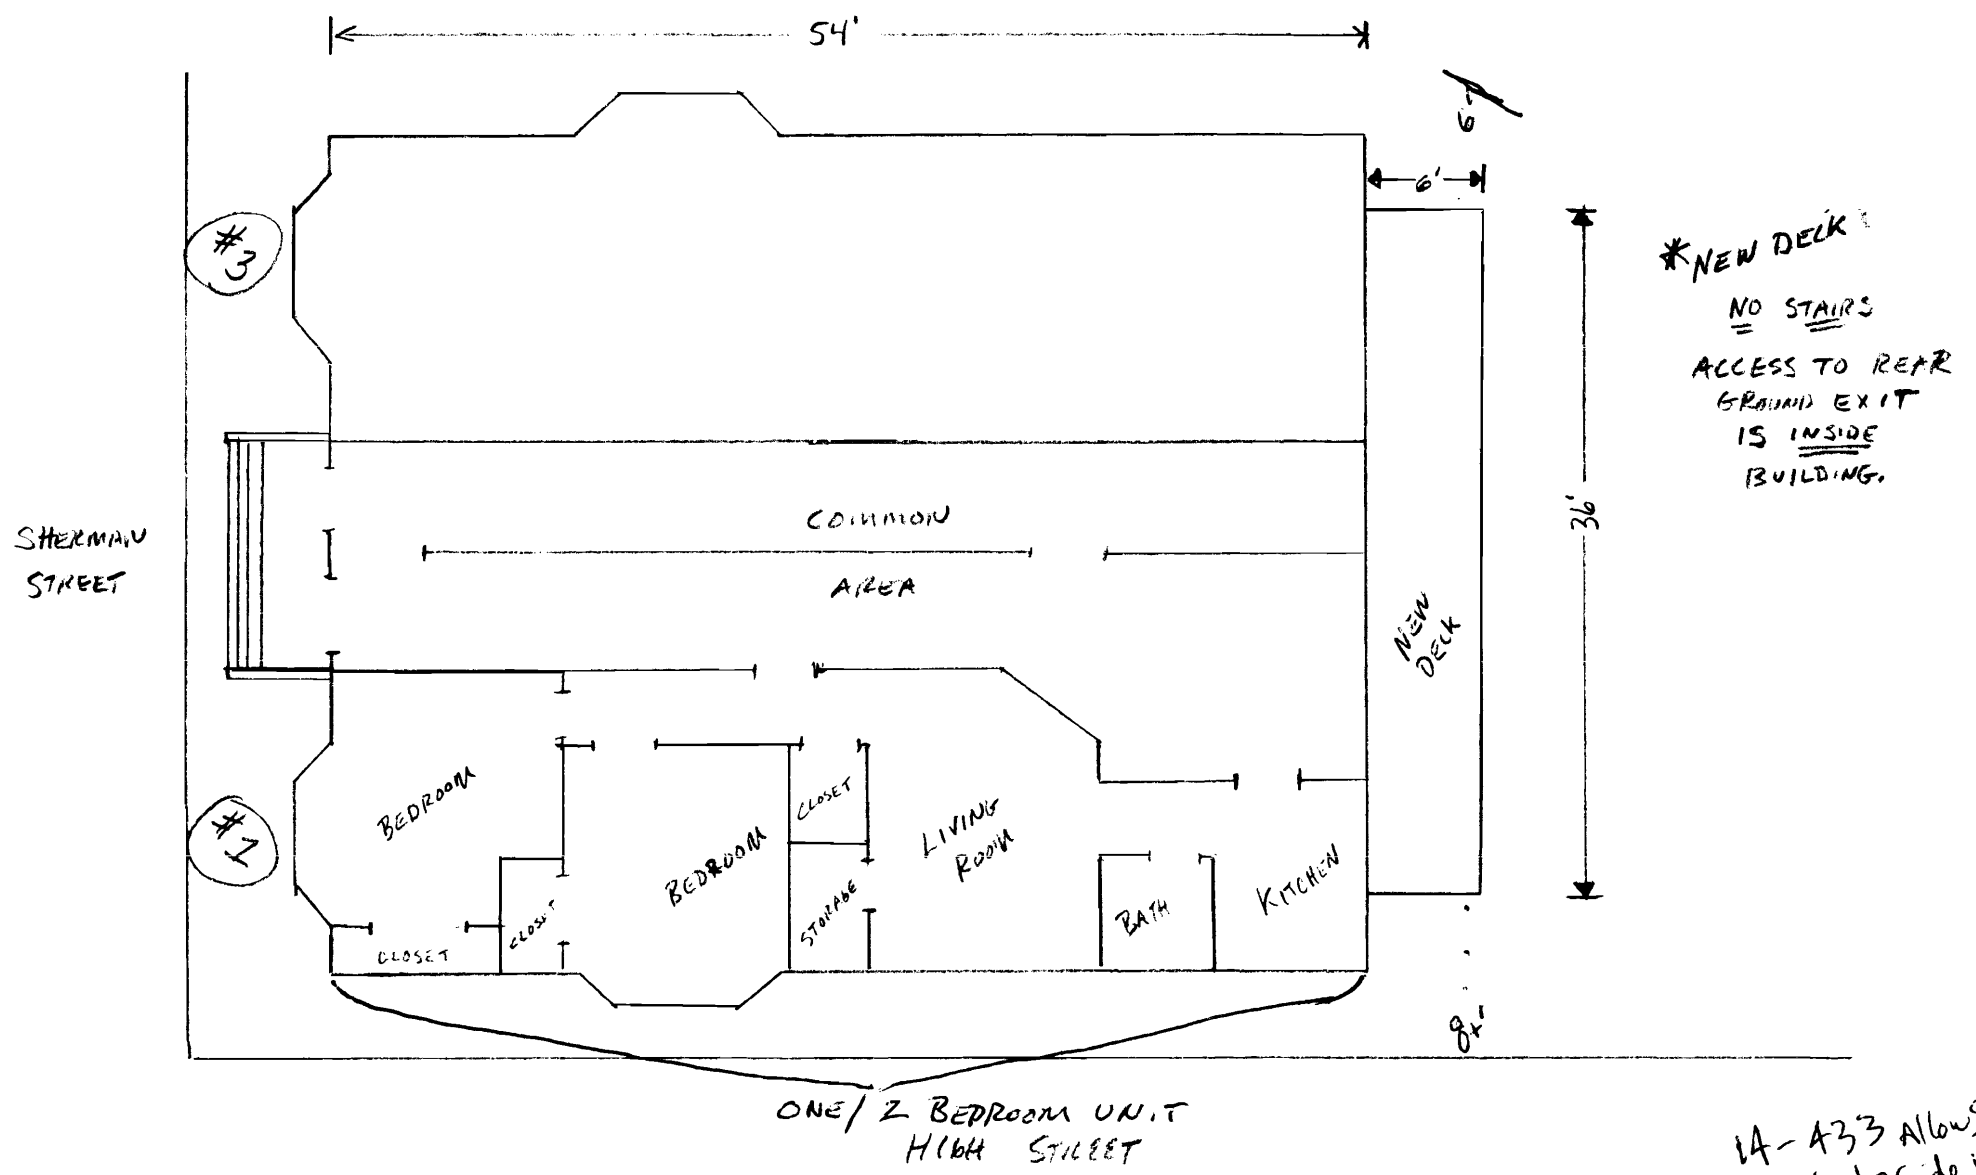 54'
6'
6'
#3
* NEW DECK
NO STAIRS
ACCESS TO REAR
GROUND EXIT
IS INSIDE
BUILDING.
SHERMAN
STREET
COMMON
AREA
36'
NEW
DECK
#1
BEDROOM
BEDROOM
CLOSET
LIVING
ROOM
CLOSET
CLOSET
STORAGE
BATH
KITCHEN
8+'
ONE/ 2 BEDROOM UNIT
HIGH STREET
14-433 Allows